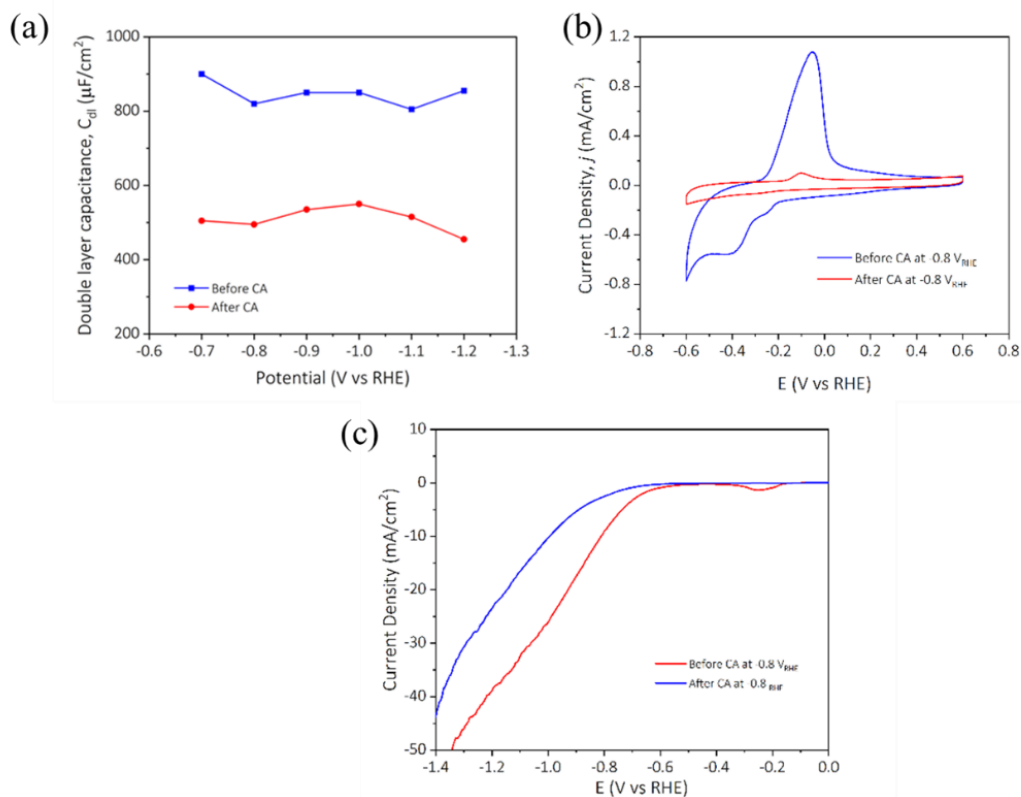 (a)
Double layer capacitance, Cdl (µF/cm²)
1000
800
600
400
200
Before CA
After CA
-0.6 -0.7 -0.8 -0.9 -1.0 -1.1 -1.2 -1.3
Potential (V vs RHE)
(b)
Current Density, j (mA/cm²)
1.2
0.8
0.4
0.0
-0.4
-0.8
-1.2
Before CA at -0.8 VRHE
After CA at -0.8 VRHE
-0.8 -0.6 -0.4 -0.2 0.0 0.2 0.4 0.6 0.8
E (V vs RHE)
(c)
Current Density (mA/cm²)
10
0
-10
-20
-30
-40
-50
Before CA at -0.8 VRHE
After CA at 0.8 RHE
-1.4 -1.2 -1.0 -0.8 -0.6 -0.4 -0.2 0.0
E (V vs RHE)